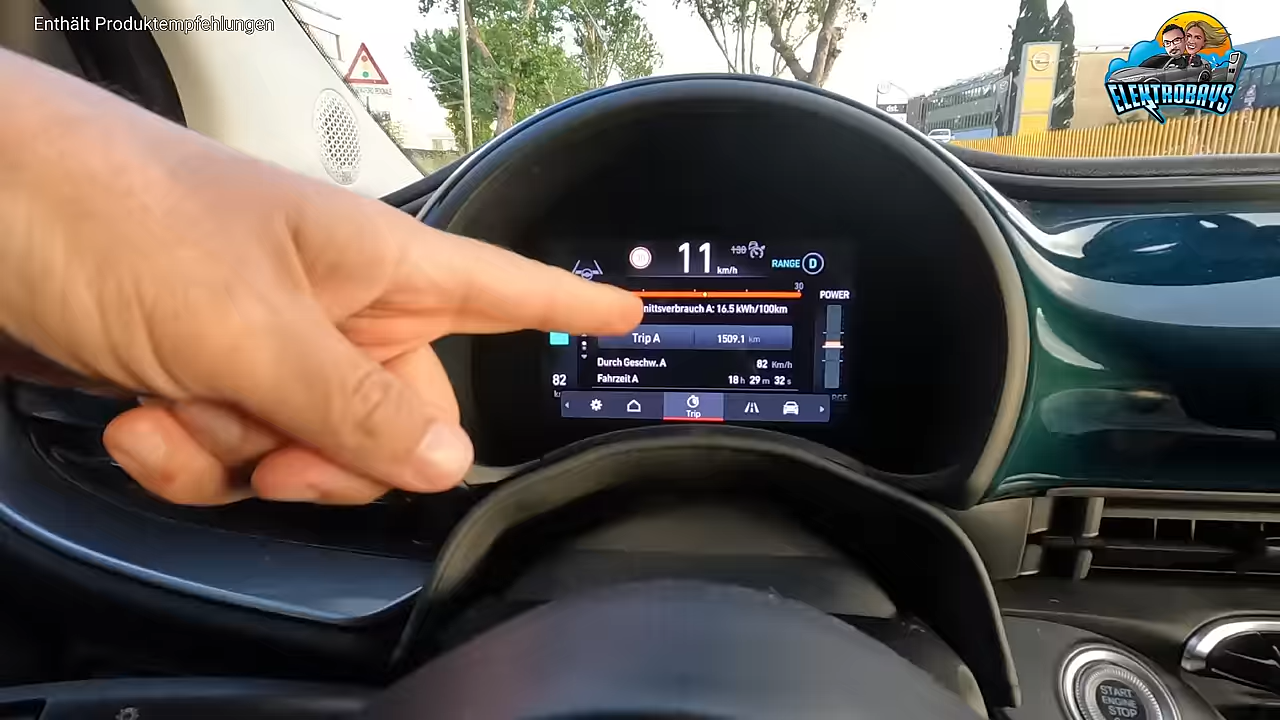 Enthält Produktempfehlungen
ELEKTROBAYS
11
km/h
130
RANGE D
30
POWER
nittsverbrauch A: 16.5 kWh/100km
Trip A 1509.1 km
Durch Geschw. A 82 Km/h
Fahrzeit A 18 h 29 m 32 s
82
Trip
START
ENGINE
STOP